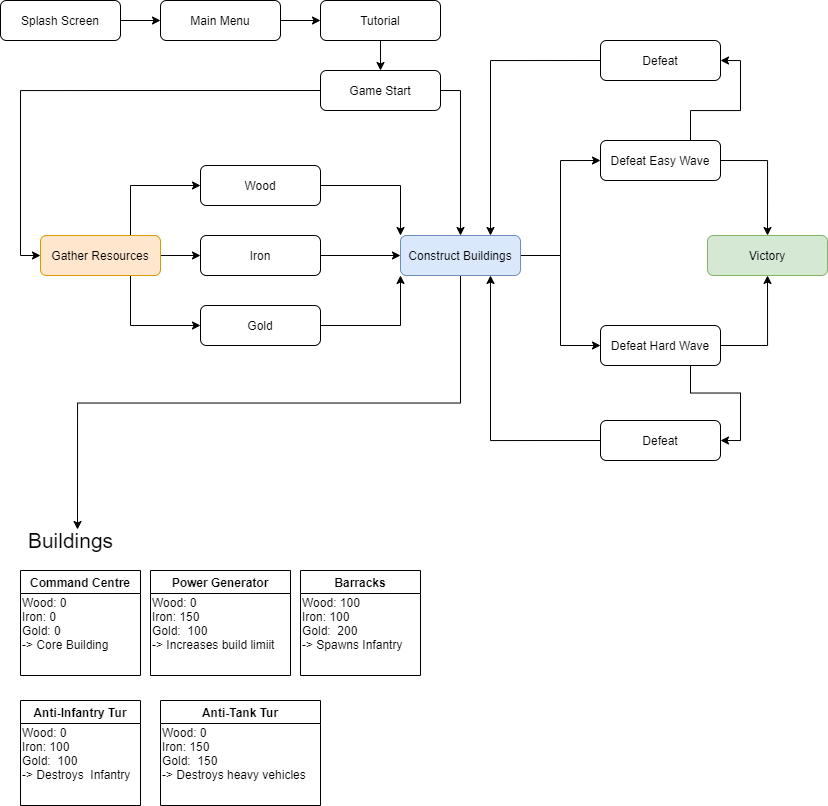 Splash Screen
Main Menu
Tutorial
Game Start
Defeat
Defeat Easy Wave
Wood
Gather Resources
Iron
Construct Buildings
Victory
Gold
Defeat Hard Wave
Defeat
Buildings
Command Centre
Wood: 0
Iron: 0
Gold: 0
-> Core Building
Power Generator
Wood: 0
Iron: 150
Gold:  100
-> Increases build limiit
Barracks
Wood: 100
Iron: 100
Gold:  200
-> Spawns Infantry
Anti-Infantry Tur
Wood: 0
Iron: 100
Gold:  100
-> Destroys  Infantry
Anti-Tank Tur
Wood: 0
Iron: 150
Gold:  150
-> Destroys heavy vehicles